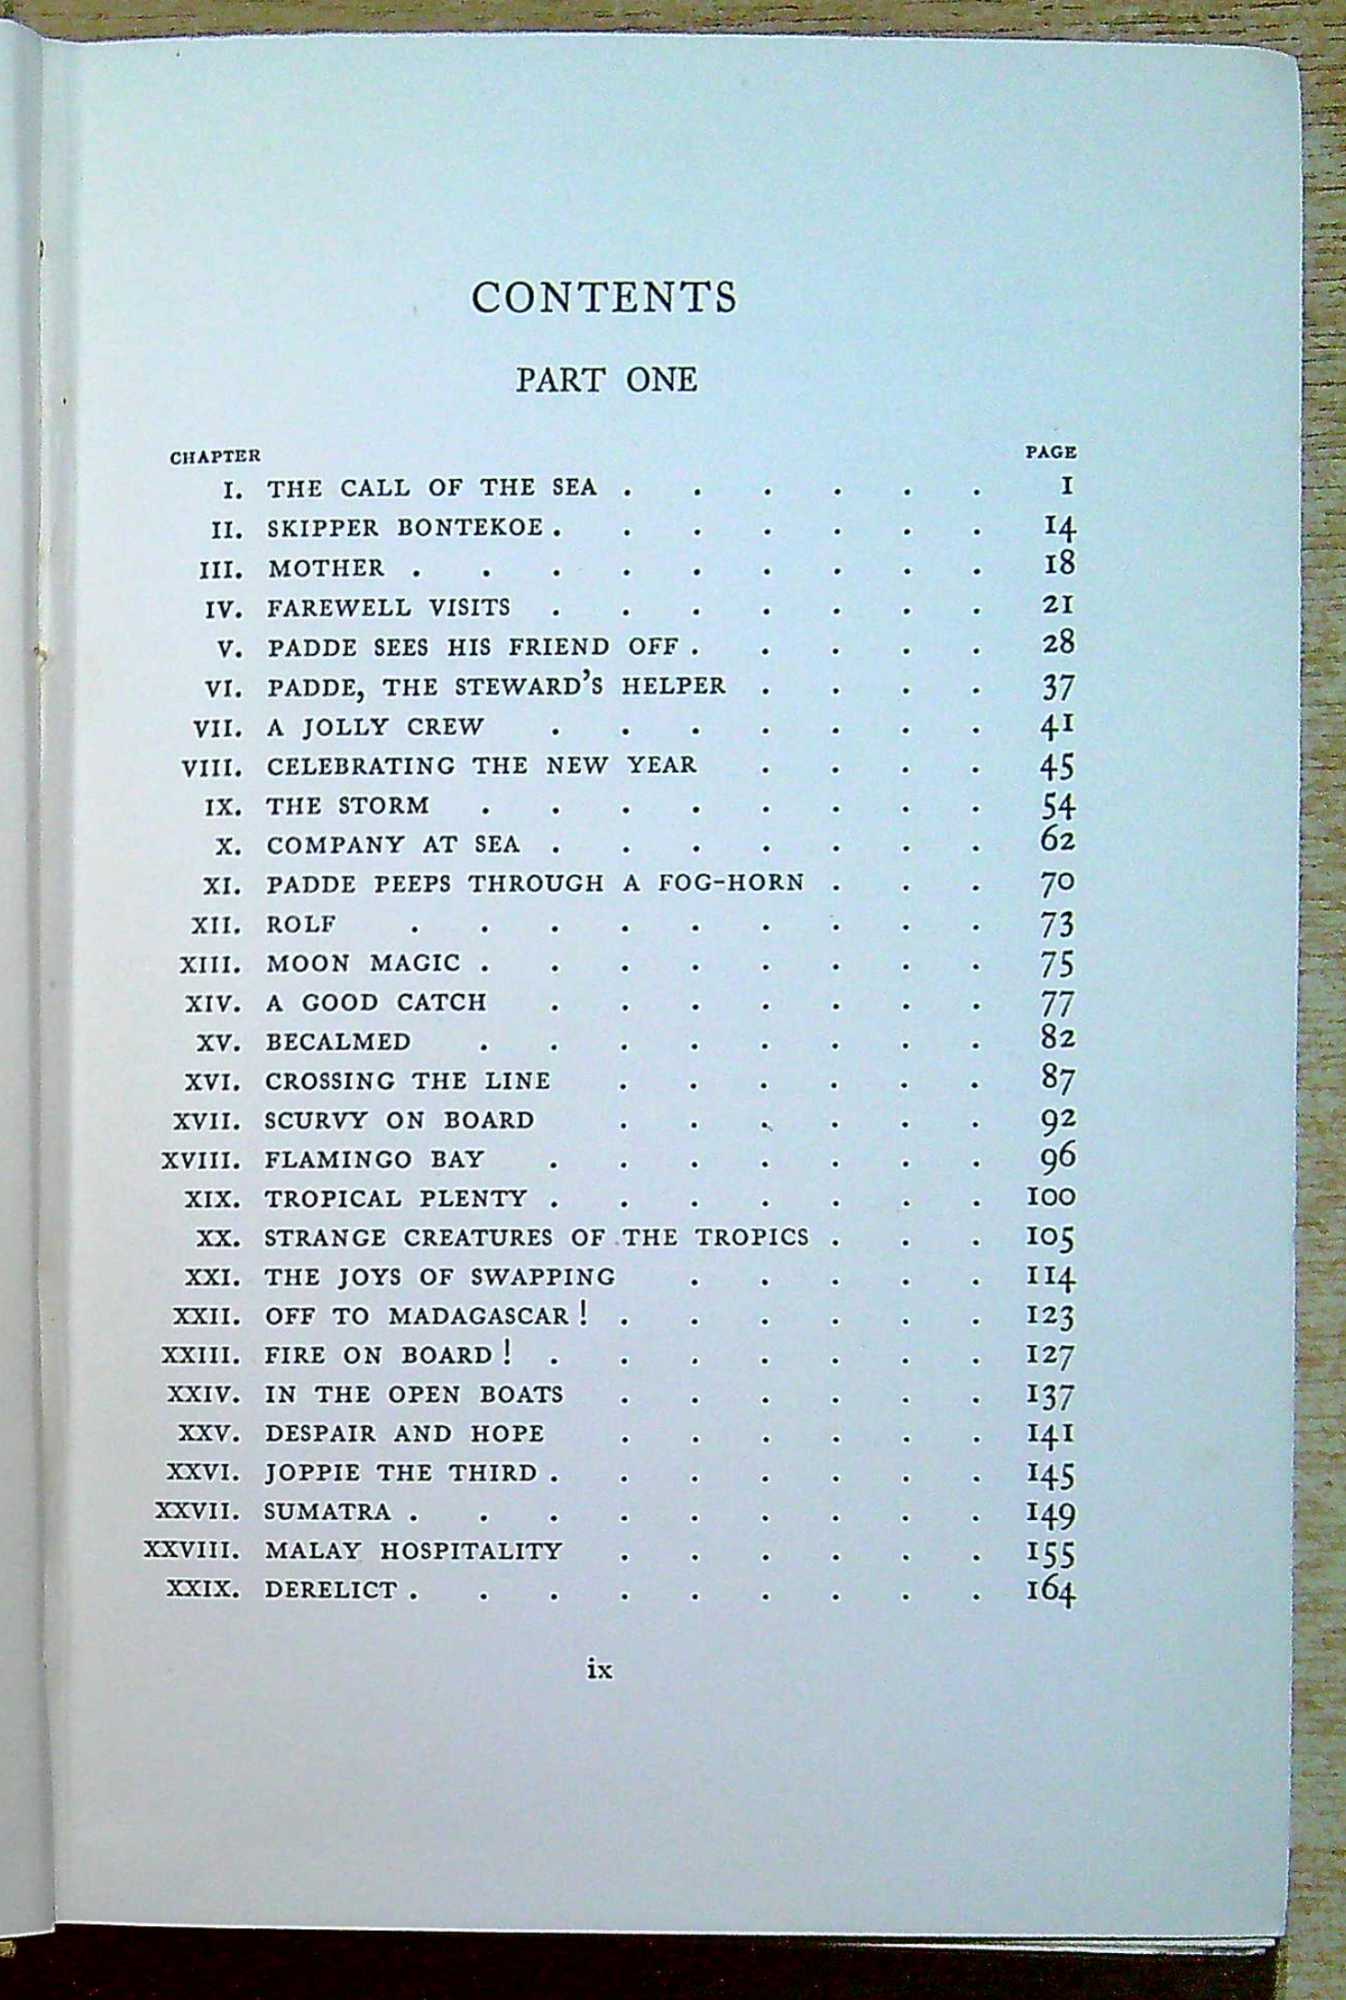 CONTENTS
PART ONE
CHAPTER PAGE
I. THE CALL OF THE SEA . . . . . . 1
II. SKIPPER BONTEKOE . . . . . . . 14
III. MOTHER . . . . . . . . . 18
IV. FAREWELL VISITS . . . . . . . 21
V. PADDE SEES HIS FRIEND OFF . . . . . 28
VI. PADDE, THE STEWARD'S HELPER . . . . 37
VII. A JOLLY CREW . . . . . . . 41
VIII. CELEBRATING THE NEW YEAR . . . . 45
IX. THE STORM . . . . . . . . 54
X. COMPANY AT SEA . . . . . . . 62
XI. PADDE PEEPS THROUGH A FOG-HORN . . . 70
XII. ROLF . . . . . . . . . 73
XIII. MOON MAGIC . . . . . . . . 75
XIV. A GOOD CATCH . . . . . . . 77
XV. BECALMED . . . . . . . . 82
XVI. CROSSING THE LINE . . . . . . 87
XVII. SCURVY ON BOARD . . . . . . 92
XVIII. FLAMINGO BAY . . . . . . . 96
XIX. TROPICAL PLENTY . . . . . . . 100
XX. STRANGE CREATURES OF THE TROPICS . . . 105
XXI. THE JOYS OF SWAPPING . . . . . 114
XXII. OFF TO MADAGASCAR! . . . . . . 123
XXIII. FIRE ON BOARD! . . . . . . . 127
XXIV. IN THE OPEN BOATS . . . . . . 137
XXV. DESPAIR AND HOPE . . . . . . 141
XXVI. JOPPIE THE THIRD . . . . . . . 145
XXVII. SUMATRA . . . . . . . . . 149
XXVIII. MALAY HOSPITALITY . . . . . . 155
XXIX. DERELICT . . . . . . . . . 164
ix